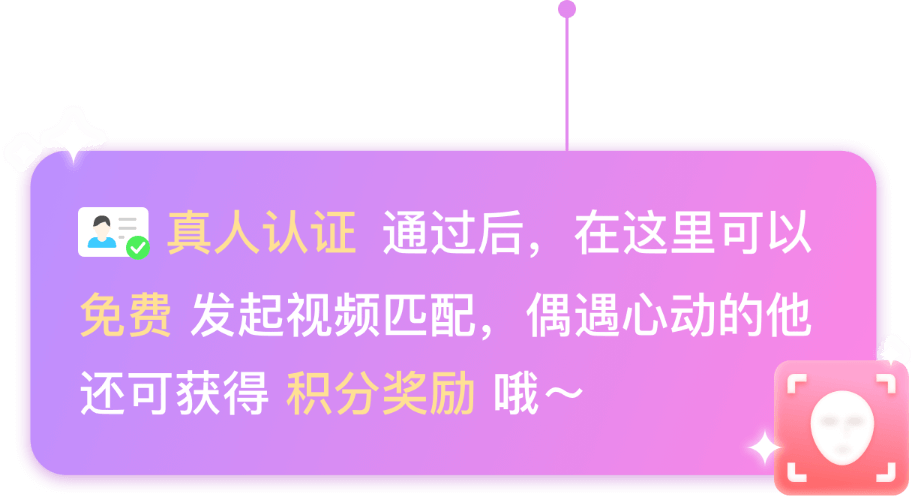 真人认证 通过后，在这里可以
免费 发起视频匹配，偶遇心动的他
还可获得 积分奖励 哦～